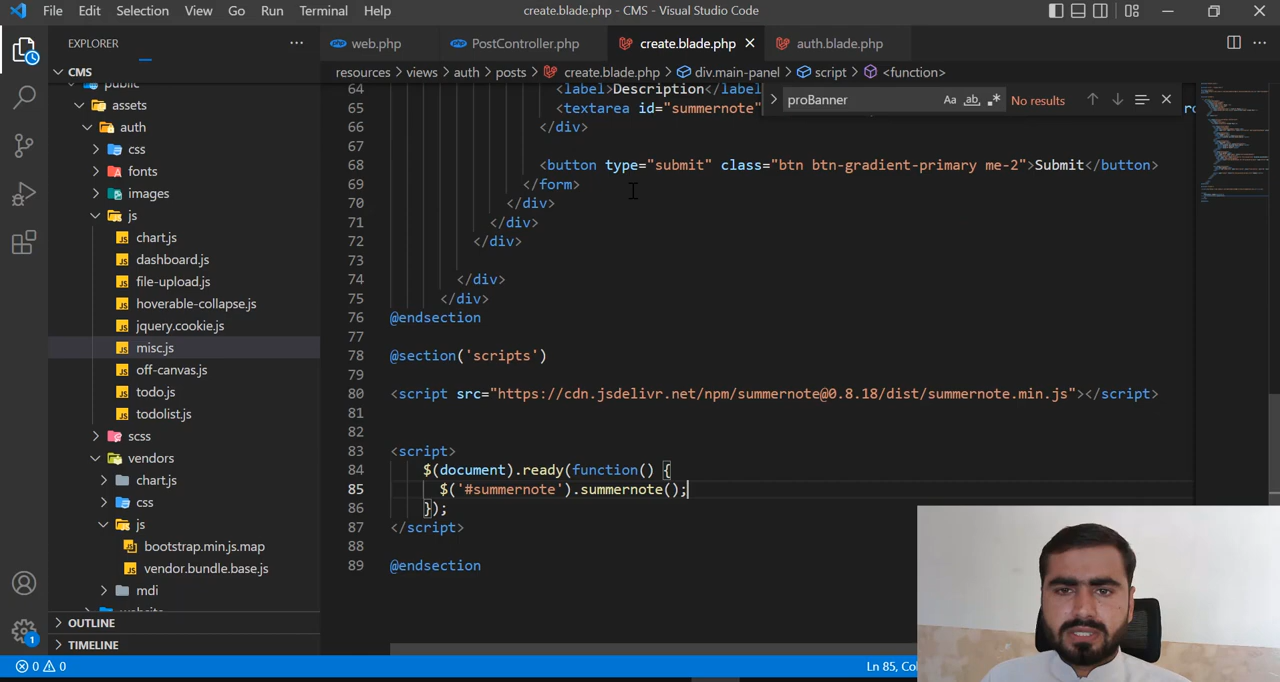 File Edit Selection View Go Run Terminal Help create.blade.php - CMS - Visual Studio Code
EXPLORER
web.php PostController.php create.blade.php auth.blade.php
CMS
resources views auth posts create.blade.php div.main-panel script <function>
public
assets
auth
css
fonts
images
js
chart.js
dashboard.js
file-upload.js
hoverable-collapse.js
jquery.cookie.js
misc.js
off-canvas.js
todo.js
todolist.js
scss
vendors
chart.js
css
js
bootstrap.min.js.map
vendor.bundle.base.js
mdi
website
OUTLINE
TIMELINE
proBanner Aa ab No results
64 <label>Description</label
65 <textarea id="summernote" ro
66 </div>
67
68 <button type="submit" class="btn btn-gradient-primary me-2">Submit</button>
69 </form>
70 </div>
71 </div>
72 </div>
73
74 </div>
75 </div>
76 @endsection
77
78 @section('scripts')
79
80 <script src="https://cdn.jsdelivr.net/npm/summernote@0.8.18/dist/summernote.min.js"></script>
81
82
83 <script>
84 $(document).ready(function() {
85 $('#summernote').summernote();
86 });
87 </script>
88
89 @endsection
1
0 0
Ln 85,